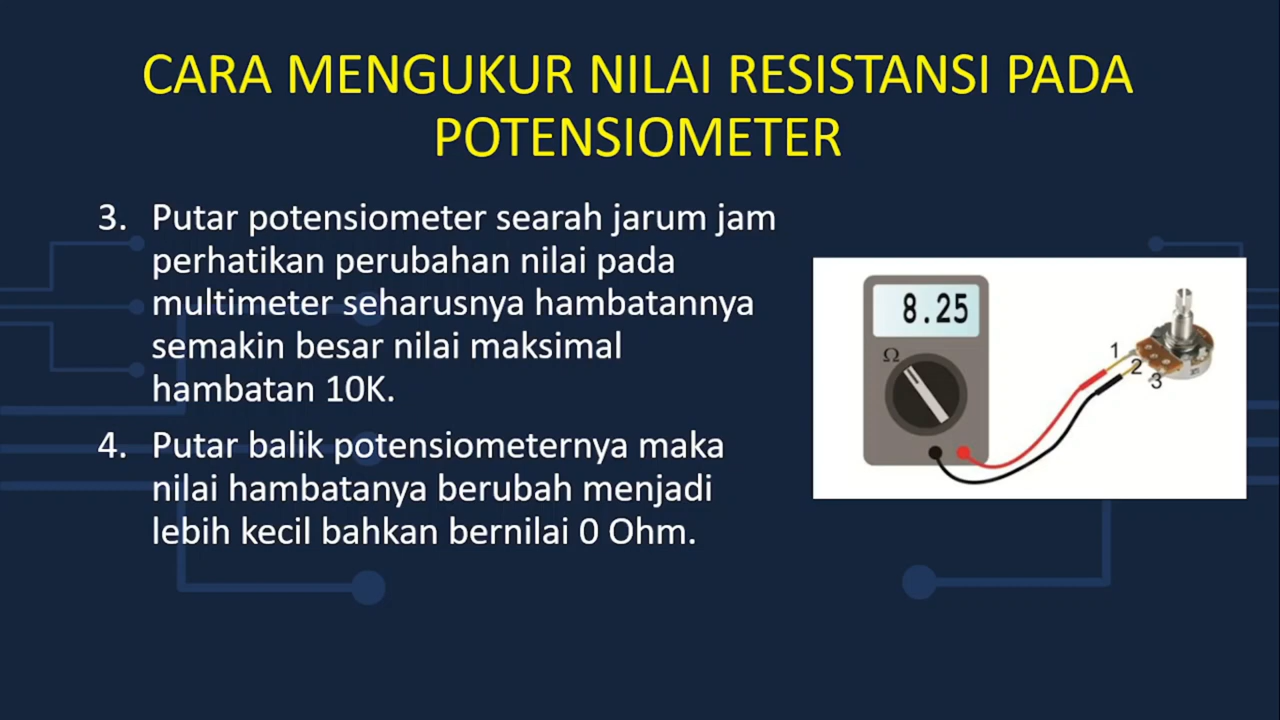 CARA MENGUKUR NILAI RESISTANSI PADA
POTENSIOMETER
3. Putar potensiometer searah jarum jam
perhatikan perubahan nilai pada
multimeter seharusnya hambatannya
semakin besar nilai maksimal
hambatan 10K.
4. Putar balik potensiometernya maka
nilai hambatanya berubah menjadi
lebih kecil bahkan bernilai 0 Ohm.
8.25
Ω
1
2
3